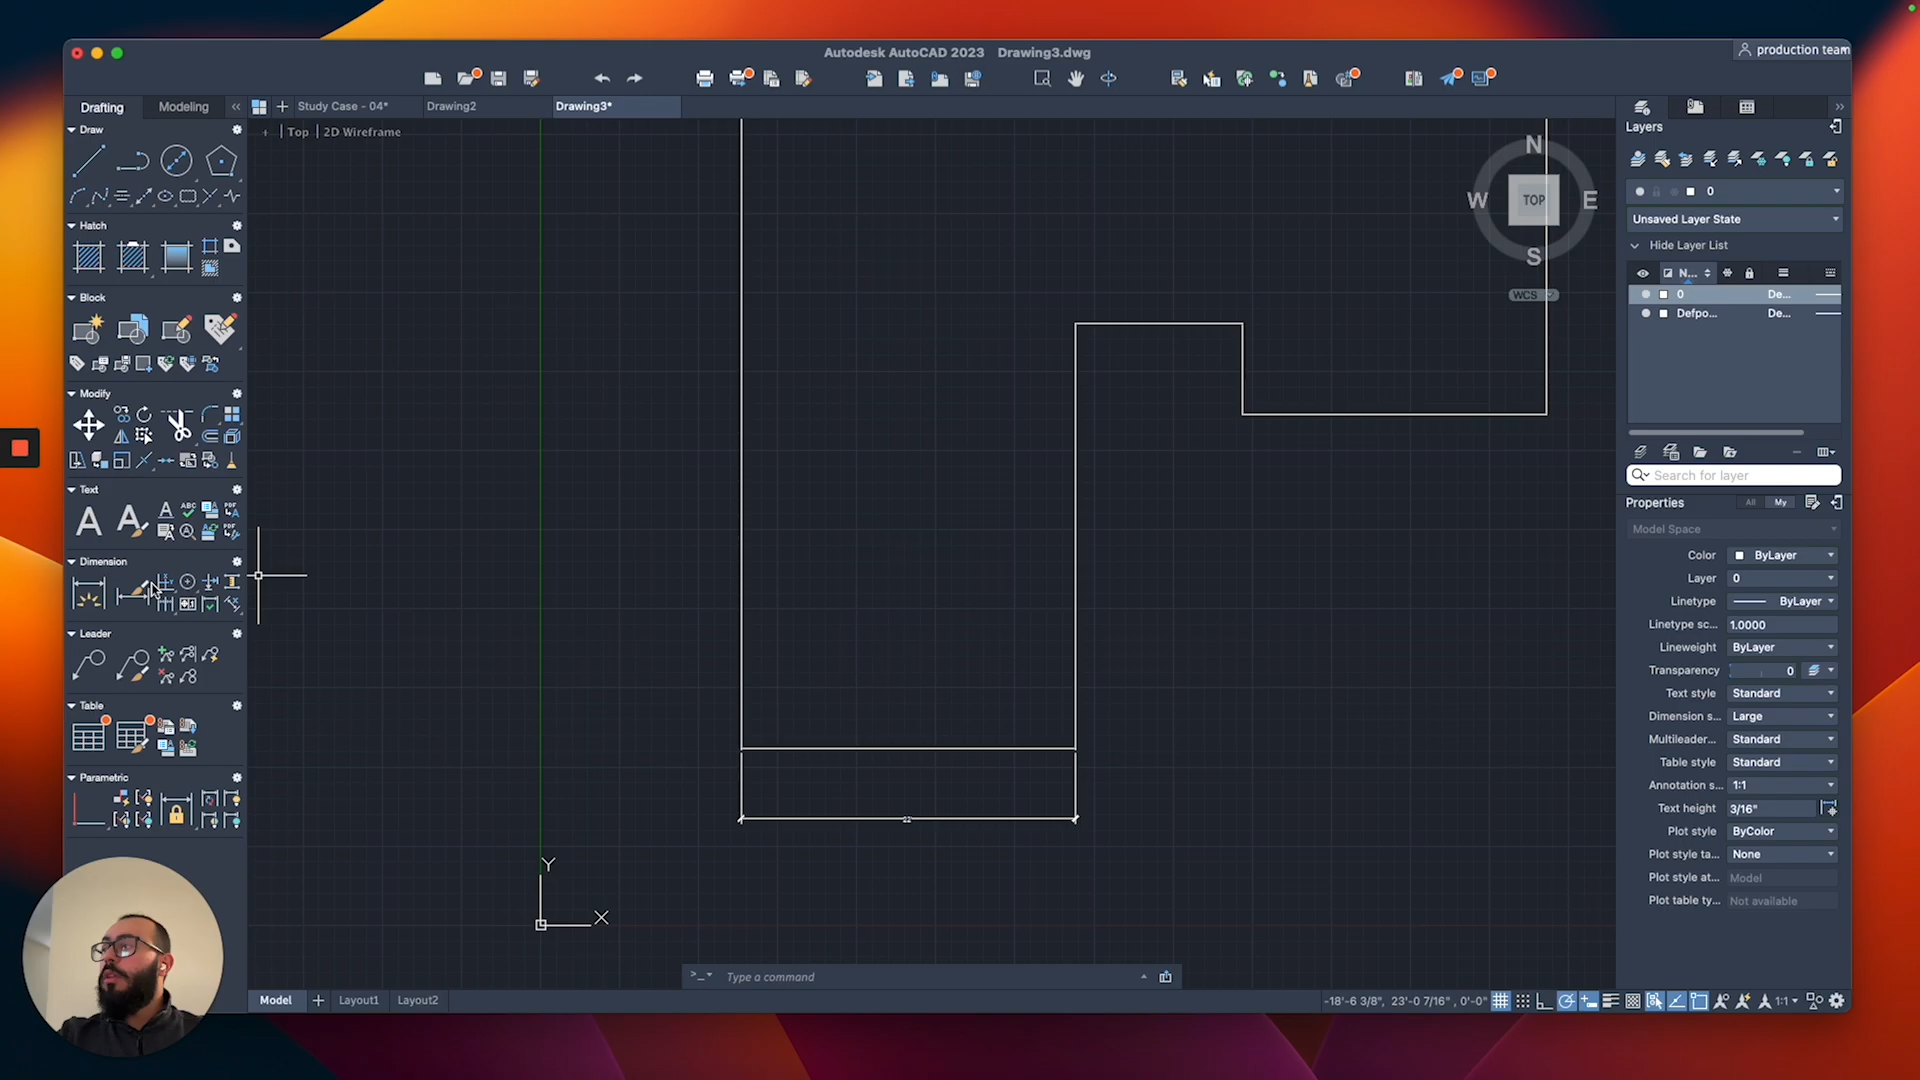 Autodesk AutoCAD 2023 Drawing3.dwg
production team
Drafting Modeling
Study Case - 04* Drawing2 Drawing3*
Draw
Top 2D Wireframe
Hatch
Block
Modify
Text
A
Dimension
Leader
Table
Parametric
N
W TOP E
S
WCS
Y
X
Type a command
Model Layout1 Layout2
-18'-6 3/8", 23'-0 7/16" , 0'-0"
1:1
Layers
0
Unsaved Layer State
Hide Layer List
N...
0 De...
Defpo... De...
Search for layer
Properties All My
Model Space
Color ByLayer
Layer 0
Linetype ByLayer
Linetype sc... 1.0000
Lineweight ByLayer
Transparency 0
Text style Standard
Dimension s... Large
Multileader... Standard
Table style Standard
Annotation s... 1:1
Text height 3/16"
Plot style ByColor
Plot style ta... None
Plot style at... Model
Plot table ty... Not available